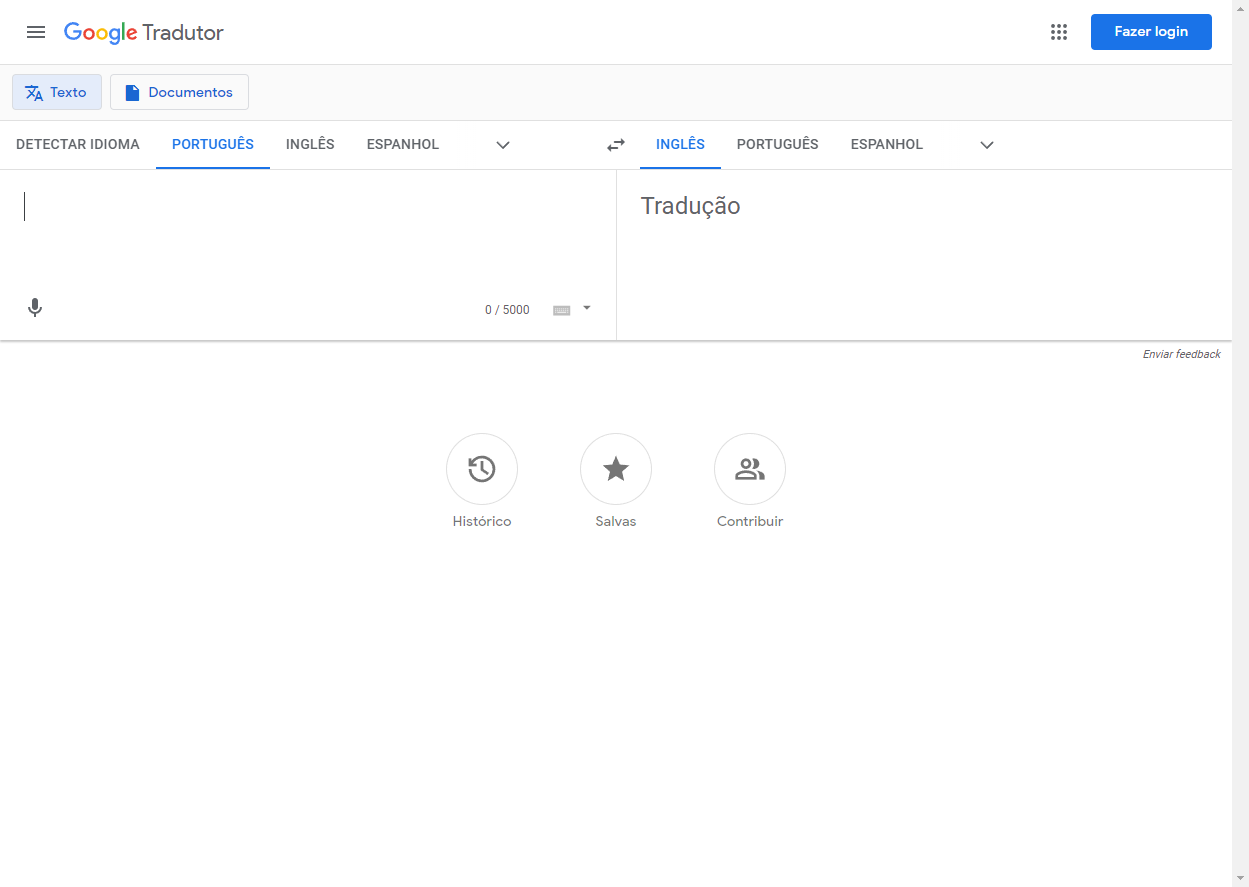 Google Tradutor
Fazer login
Texto
Documentos
DETECTAR IDIOMA PORTUGUÊS INGLÊS ESPANHOL
INGLÊS PORTUGUÊS ESPANHOL
Tradução
0 / 5000
Enviar feedback
Histórico
Salvas
Contribuir